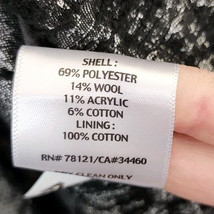 SHELL :
69% POLYESTER
14% WOOL
11% ACRYLIC
6% COTTON
LINING :
100% COTTON
RN# 78121/CA#34460
CLEAN ONLY